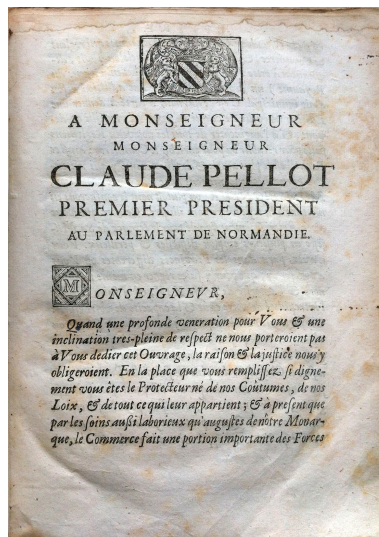 A MONSEIGNEUR
MONSEIGNEUR
CLAUDE PELLOT
PREMIER PRESIDENT
AU PARLEMENT DE NORMANDIE.
MONSEIGNEVR,
Quand une profonde veneration pour Vous & une
inclination tres-pleine de respect ne nous porteroient pas
à Vous dedier cet Ouvrage, la raison & la justice nous y
obligeroient. En la place que vous remplissez si digne-
ment vous êtes le Protecteur né de nos Coûtumes, de nos
Loix, & de tout ce qui leur appartient; & à present que
par les soins außi laborieux qu'augustes de nôtre Monar-
que, le Commerce fait une portion importante des Forces